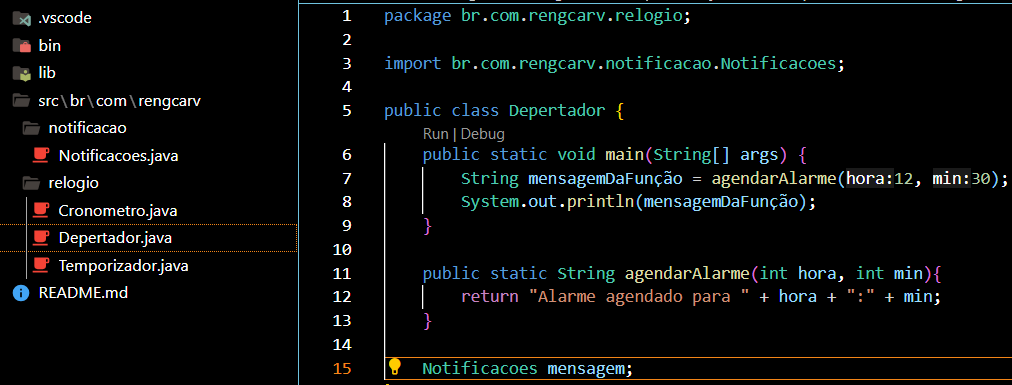 .vscode
bin
lib
src\br\com\rengcarv
notificacao
Notificacoes.java
relogio
Cronometro.java
Depertador.java
Temporizador.java
README.md
1 package br.com.rengcarv.relogio;
2
3 import br.com.rengcarv.notificacao.Notificacoes;
4
5 public class Depertador {
Run | Debug
6 public static void main(String[] args) {
7 String mensagemDaFunção = agendarAlarme(hora:12, min:30);
8 System.out.println(mensagemDaFunção);
9 }
10
11 public static String agendarAlarme(int hora, int min){
12 return "Alarme agendado para " + hora + ":" + min;
13 }
14
15 Notificacoes mensagem;